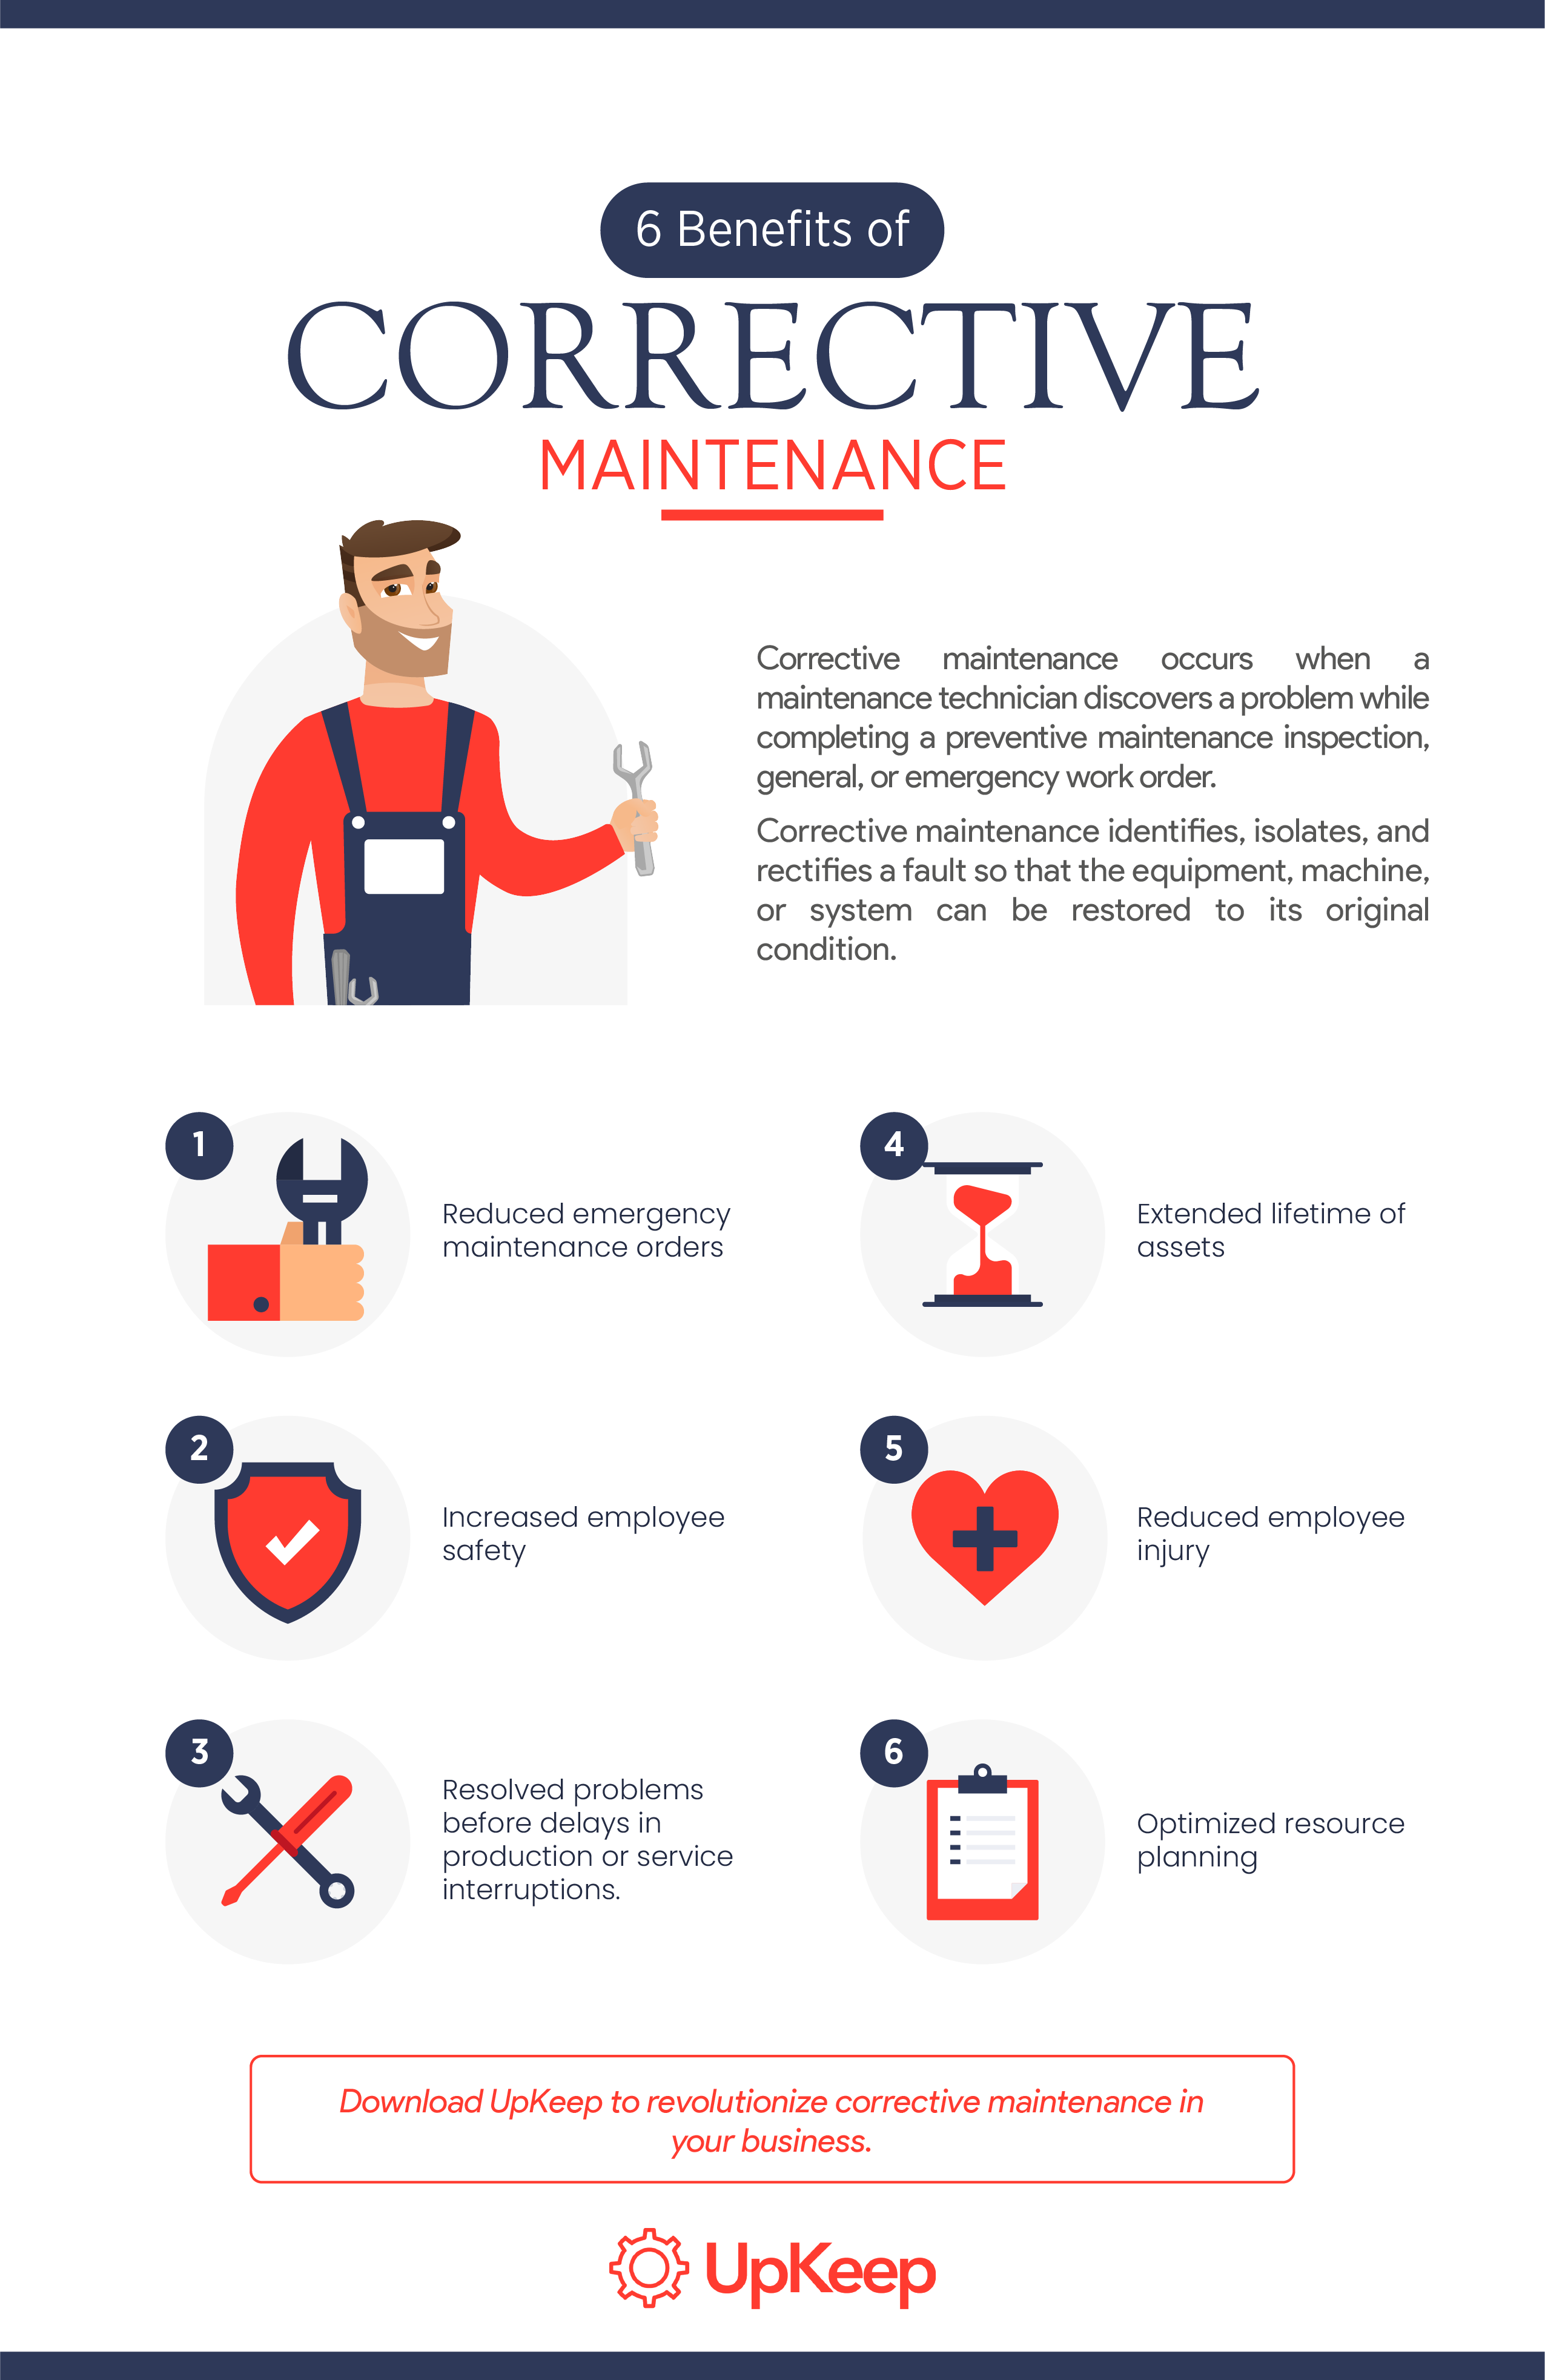 6 Benefits of
CORRECTIVE
MAINTENANCE
Corrective maintenance occurs when a
maintenance technician discovers a problem while
completing a preventive maintenance inspection,
general, or emergency work order.
Corrective maintenance identifies, isolates, and
rectifies a fault so that the equipment, machine,
or system can be restored to its original
condition.
1
Reduced emergency
maintenance orders
2
Increased employee
safety
3
Resolved problems
before delays in
production or service
interruptions.
4
Extended lifetime of
assets
5
Reduced employee
injury
6
Optimized resource
planning
Download UpKeep to revolutionize corrective maintenance in
your business.
UpKeep